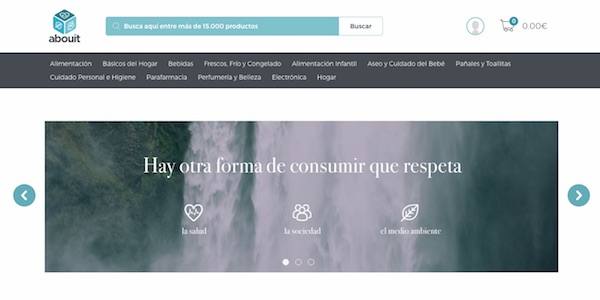 abouit
Busca aquí entre más de 15.000 productos
Buscar
0
0.00€
Alimentación Básicos del Hogar Bebidas Frescos, Frío y Congelado Alimentación Infantil Aseo y Cuidado del Bebé Pañales y Toallitas
Cuidado Personal e Higiene Parafarmacia Perfumería y Belleza Electrónica Hogar
Hay otra forma de consumir que respeta
la salud la sociedad el medio ambiente